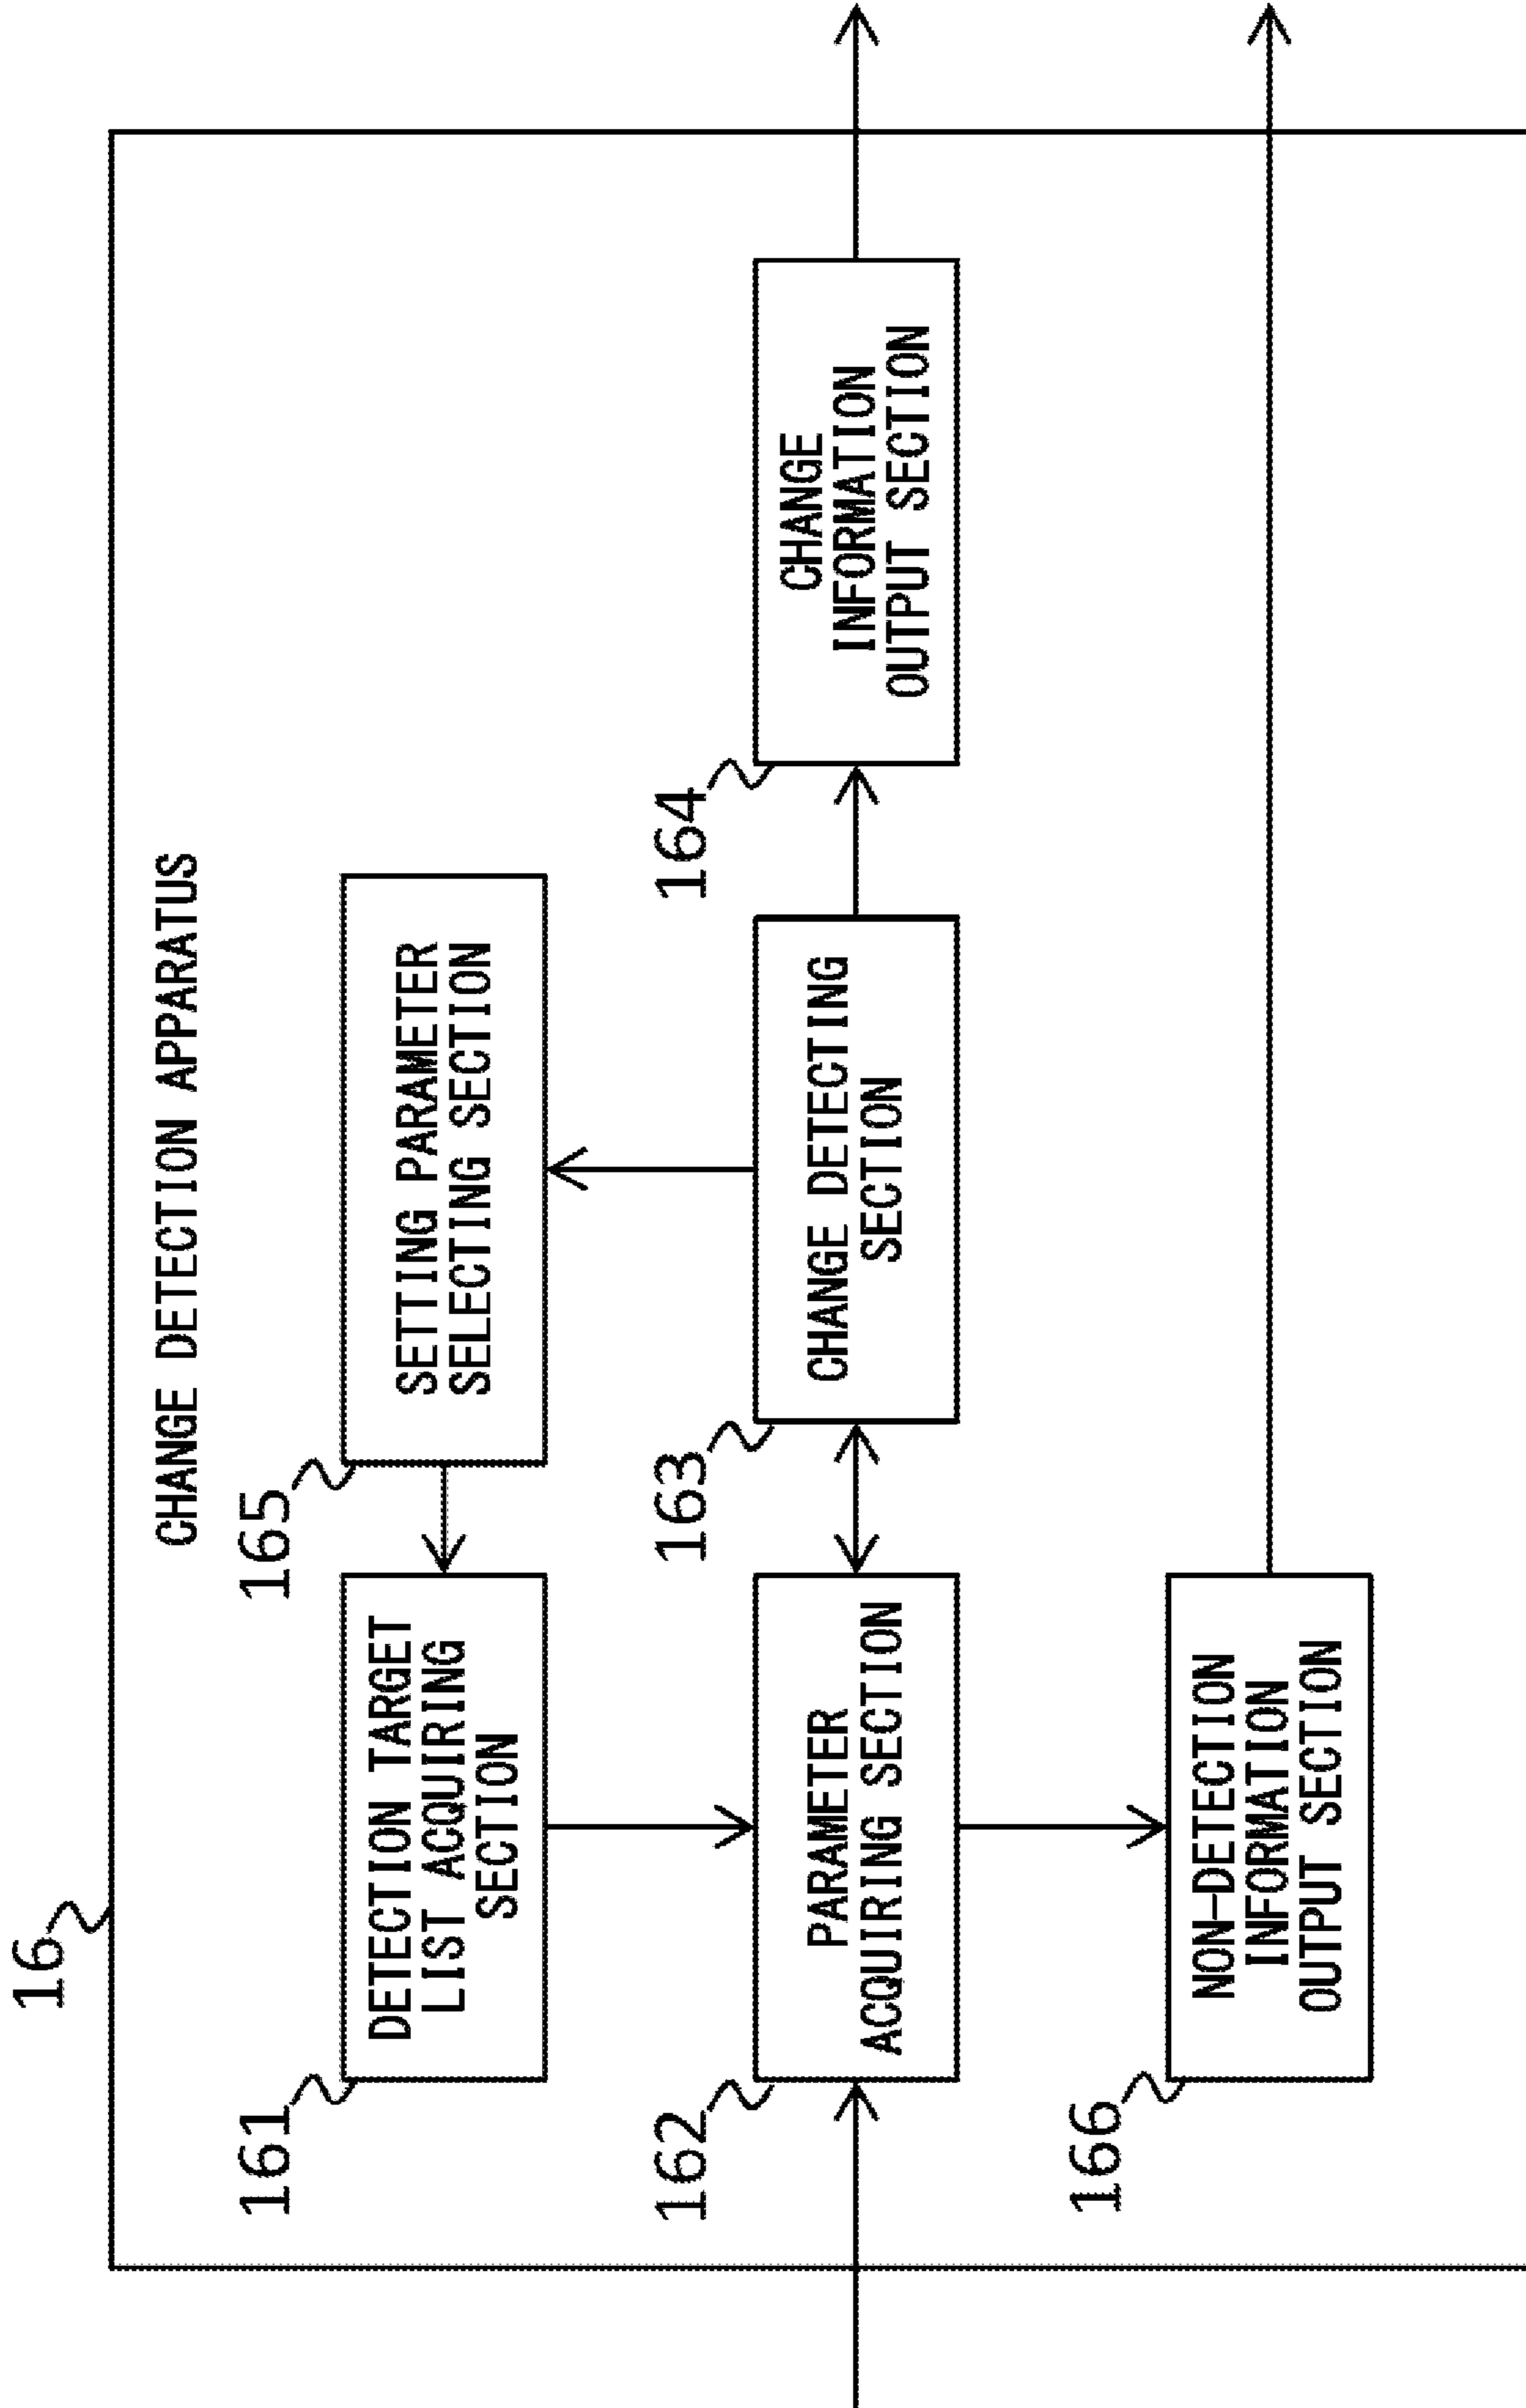 16
CHANGE DETECTION APPARATUS
161
DETECTION TARGET
LIST ACQUIRING
SECTION
165
SETTING PARAMETER
SELECTING SECTION
162
PARAMETER
ACQUIRING SECTION
163
CHANGE DETECTING
SECTION
164
CHANGE
INFORMATION
OUTPUT SECTION
166
NON-DETECTION
INFORMATION
OUTPUT SECTION